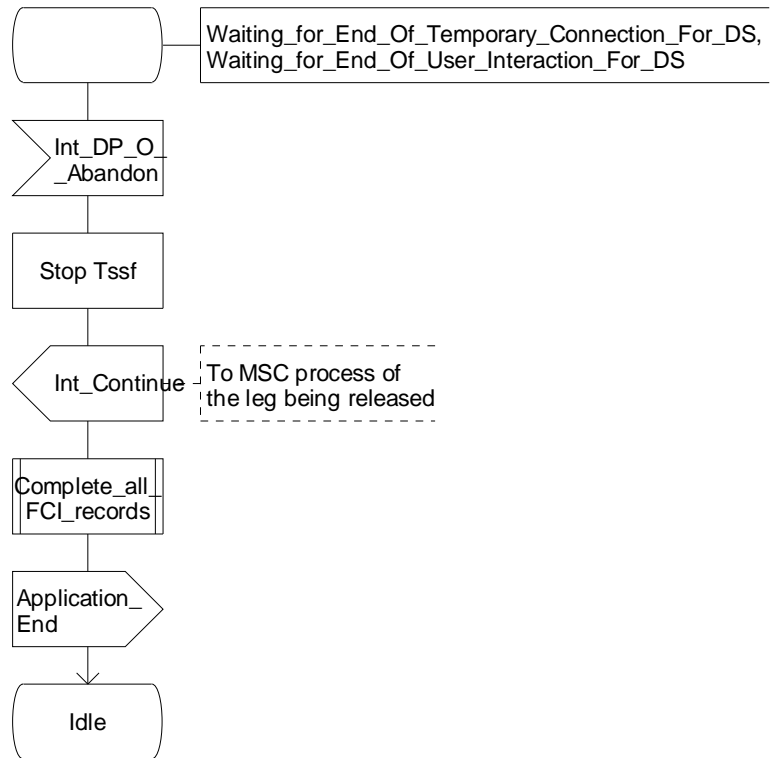 Waiting_for_End_Of_Temporary_Connection_For_DS,
Waiting_for_End_Of_User_Interaction_For_DS
Int_DP_O_
_Abandon
Stop Tssf
Int_Continue
To MSC process of
the leg being released
Complete_all_
FCI_records
Application_
End
Idle